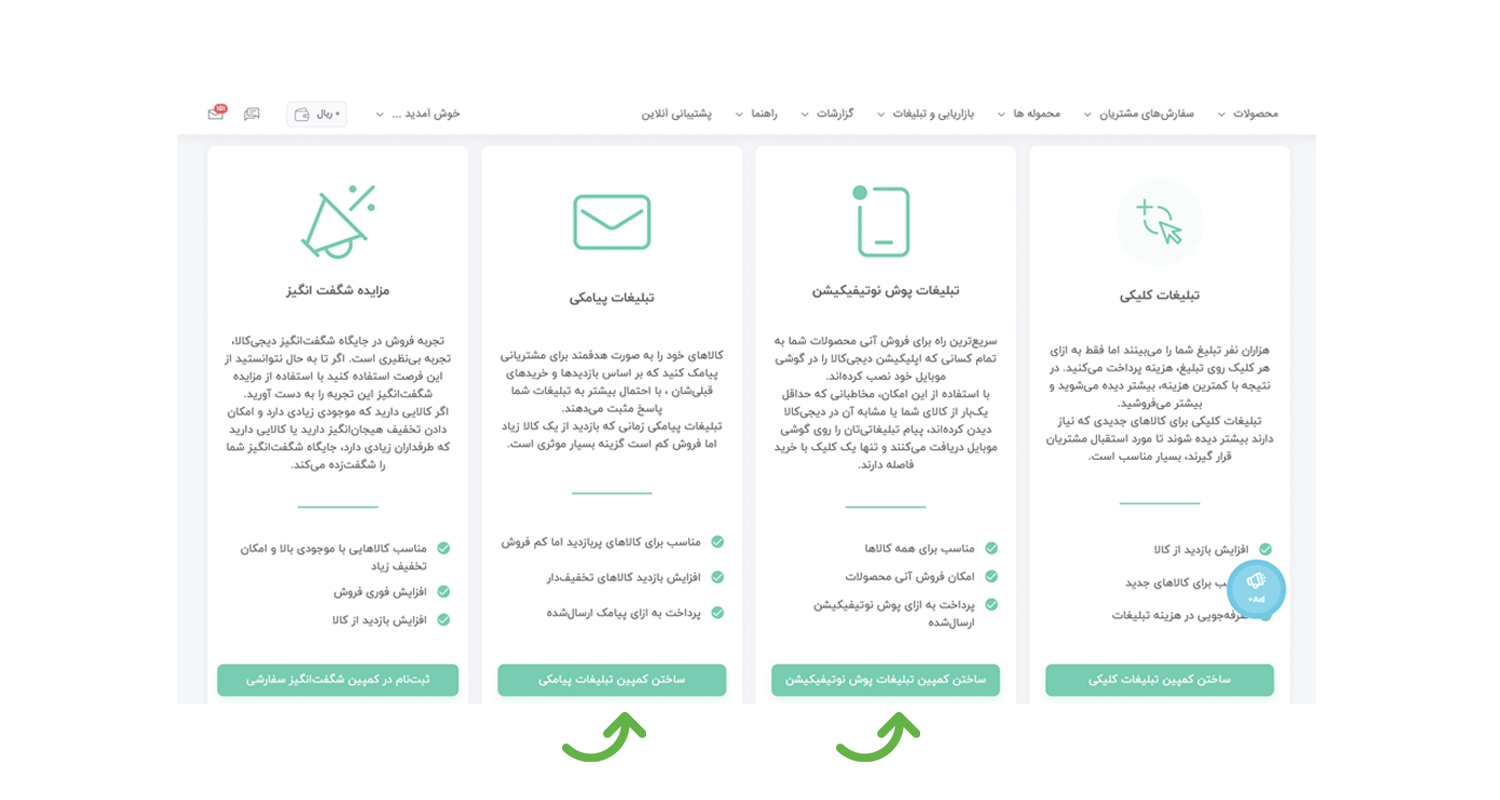 محصولات
سفارش‌های مشتریان
محموله ها
بازاریابی و تبلیغات
گزارشات
راهنما
پشتیبانی آنلاین
خوش آمدید ...
۰ ریال
تبلیغات کلیکی
هزاران نفر تبلیغ شما را می‌بینند اما فقط به ازای
هر کلیک روی تبلیغ، هزینه پرداخت می‌کنید. در
نتیجه با کمترین هزینه، بیشتر دیده می‌شوید و
بیشتر می‌فروشید.
تبلیغات کلیکی برای کالاهای جدیدی که نیاز
دارند بیشتر دیده شوند تا مورد استقبال مشتریان
قرار گیرند، بسیار مناسب است.
افزایش بازدید از کالا
برای کالاهای جدید
هزینه تبلیغات
Ad+
ساختن کمپین تبلیغات کلیکی
تبلیغات پوش نوتیفیکیشن
سریع‌ترین راه برای فروش آنی محصولات شما به
تمام کسانی که اپلیکیشن دیجی‌کالا را در گوشی
موبایل خود نصب کرده‌اند.
با استفاده از این امکان، مخاطبانی که حداقل
یک‌بار از کالای شما یا مشابه آن در دیجی‌کالا
دیدن کرده‌اند، پیام تبلیغاتی‌تان را روی گوشی
موبایل دریافت می‌کنند و تنها یک کلیک با خرید
فاصله دارند.
مناسب برای همه کالاها
امکان فروش آنی محصولات
پرداخت به ازای پوش نوتیفیکیشن
ارسال‌شده
ساختن کمپین تبلیغات پوش نوتیفیکیشن
تبلیغات پیامکی
کالاهای خود را به صورت هدفمند برای مشتریانی
پیامک کنید که بر اساس بازدیدها و خریدهای
قبلی‌شان ، با احتمال بیشتر به تبلیغات شما
پاسخ مثبت می‌دهند.
تبلیغات پیامکی زمانی که بازدید از یک کالا زیاد
اما فروش کم است گزینه بسیار موثری است.
مناسب برای کالاهای پربازدید اما کم فروش
افزایش بازدید کالاهای تخفیف‌دار
پرداخت به ازای پیامک ارسال‌شده
ساختن کمپین تبلیغات پیامکی
مزایده شگفت انگیز
تجربه فروش در جایگاه شگفت‌انگیز دیجی‌کالا،
تجربه بی‌نظیری است. اگر تا به حال نتوانستید از
این فرصت استفاده کنید با استفاده از مزایده
شگفت‌انگیز این تجربه را به دست آورید.
اگر کالایی دارید که موجودی زیادی دارد و امکان
دادن تخفیف هیجان‌انگیز دارید یا کالایی دارید
که طرفداران زیادی دارد، جایگاه شگفت‌انگیز شما
را شگفت‌زده می‌کند.
مناسب کالاهایی با موجودی بالا و امکان
تخفیف زیاد
افزایش فوری فروش
افزایش بازدید از کالا
ثبت‌نام در کمپین شگفت‌انگیز سفارشی